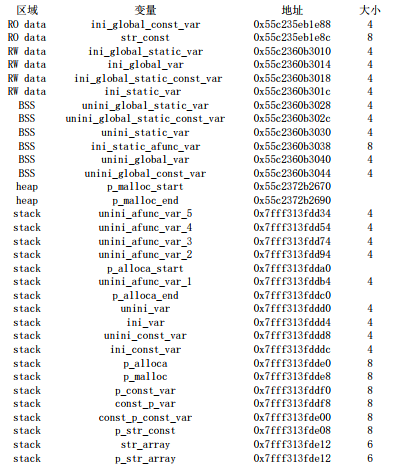 区域 变量 地址 大小
RO data ini_global_const_var 0x55c235eb1e88 4
RO data str_const 0x55c235eb1e8c 8
RW data ini_global_static_var 0x55c2360b3010 4
RW data ini_global_var 0x55c2360b3014 4
RW data ini_global_static_const_var 0x55c2360b3018 4
RW data ini_static_var 0x55c2360b301c 4
BSS unini_global_static_var 0x55c2360b3028 4
BSS unini_global_static_const_var 0x55c2360b302c 4
BSS unini_static_var 0x55c2360b3030 4
BSS ini_static_afunc_var 0x55c2360b3038 8
BSS unini_global_var 0x55c2360b3040 4
BSS unini_global_const_var 0x55c2360b3044 4
heap p_malloc_start 0x55c2372b2670
heap p_malloc_end 0x55c2372b2690
stack unini_afunc_var_5 0x7fff313fdd34 4
stack unini_afunc_var_4 0x7fff313fdd54 4
stack unini_afunc_var_3 0x7fff313fdd74 4
stack unini_afunc_var_2 0x7fff313fdd94 4
stack p_alloca_start 0x7fff313fdda0
stack unini_afunc_var_1 0x7fff313fddb4 4
stack p_alloca_end 0x7fff313fddc0
stack unini_var 0x7fff313fddd0 4
stack ini_var 0x7fff313fddd4 4
stack unini_const_var 0x7fff313fddd8 4
stack ini_const_var 0x7fff313fdddc 4
stack p_alloca 0x7fff313fdde0 8
stack p_malloc 0x7fff313fdde8 8
stack p_const_var 0x7fff313fddf0 8
stack const_p_var 0x7fff313fddf8 8
stack const_p_const_var 0x7fff313fde00 8
stack p_str_const 0x7fff313fde08 8
stack str_array 0x7fff313fde12 6
stack p_str_array 0x7fff313fde12 6